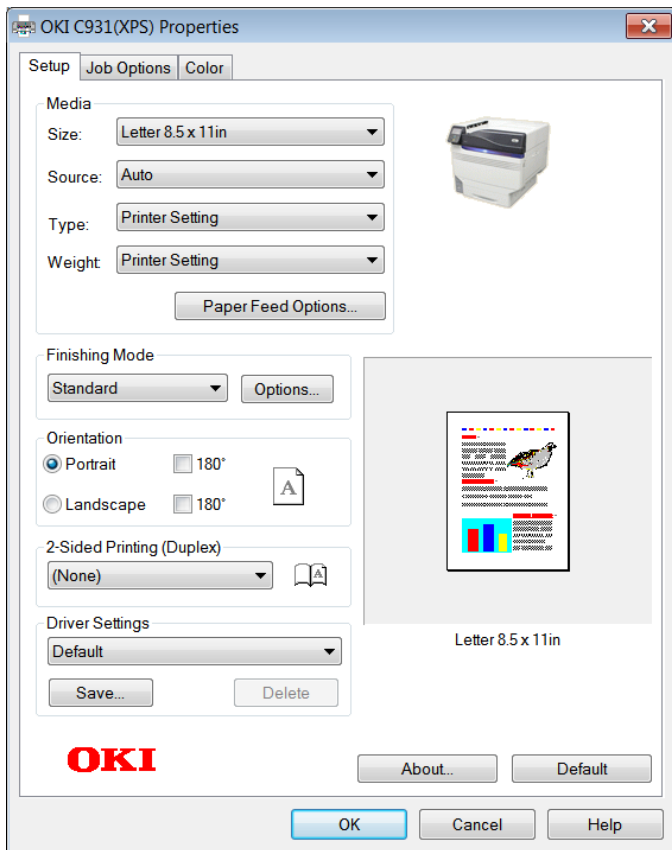 OKI C931(XPS) Properties
Setup Job Options Color
Media
Size: Letter 8.5 x 11in
Source: Auto
Type: Printer Setting
Weight: Printer Setting
Paper Feed Options...
Finishing Mode
Standard Options...
Orientation
Portrait 180°
A
Landscape 180°
2-Sided Printing (Duplex)
(None) A
Driver Settings
Default
Letter 8.5 x 11in
Save... Delete
OKI
About... Default
OK Cancel Help